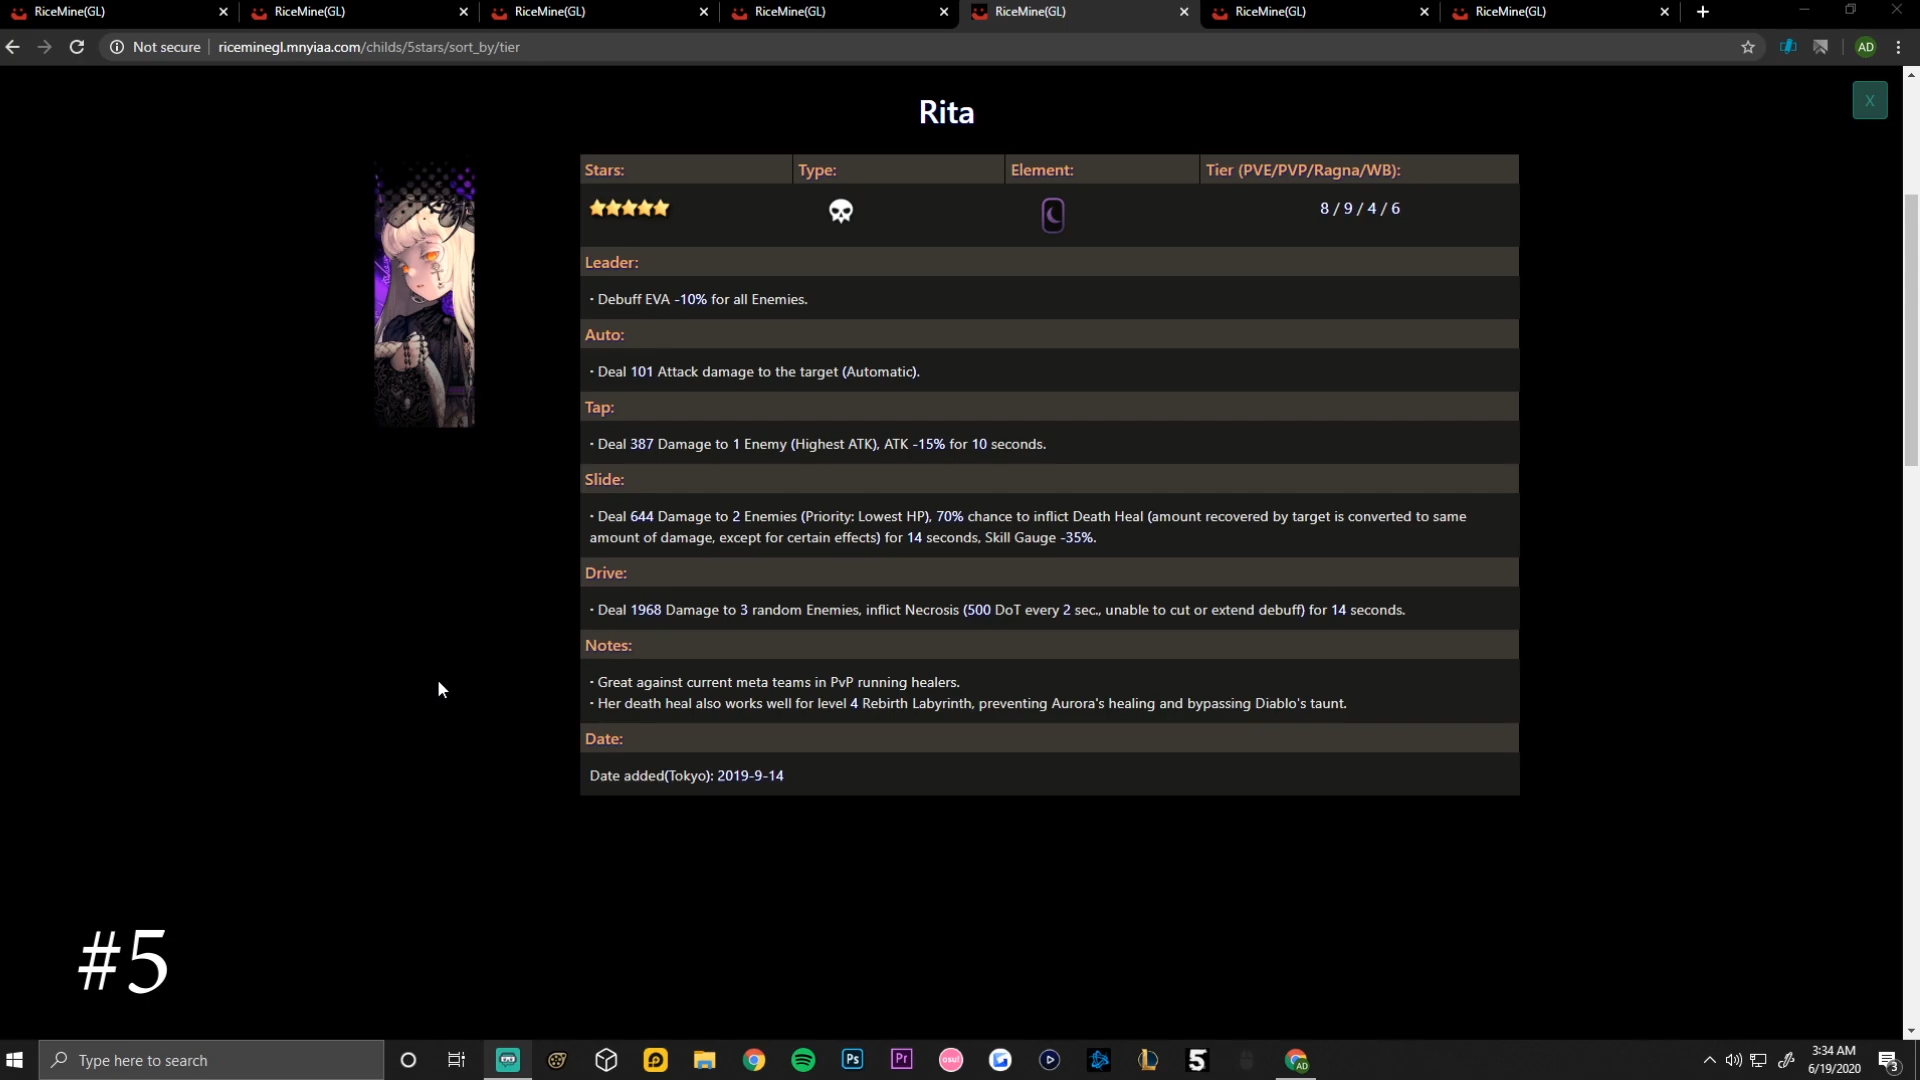 RiceMine(GL) RiceMine(GL) RiceMine(GL) RiceMine(GL) RiceMine(GL) RiceMine(GL) RiceMine(GL)
Not secure riceminegl.mnyiaa.com/childs/5stars/sort_by/tier AD
X
Rita
Stars: Type: Element: Tier (PVE/PVP/Ragna/WB):
8 / 9 / 4 / 6
Leader:
· Debuff EVA -10% for all Enemies.
Auto:
· Deal 101 Attack damage to the target (Automatic).
Tap:
· Deal 387 Damage to 1 Enemy (Highest ATK), ATK -15% for 10 seconds.
Slide:
· Deal 644 Damage to 2 Enemies (Priority: Lowest HP), 70% chance to inflict Death Heal (amount recovered by target is converted to same
amount of damage, except for certain effects) for 14 seconds, Skill Gauge -35%.
Drive:
· Deal 1968 Damage to 3 random Enemies, inflict Necrosis (500 DoT every 2 sec., unable to cut or extend debuff) for 14 seconds.
Notes:
· Great against current meta teams in PvP running healers.
· Her death heal also works well for level 4 Rebirth Labyrinth, preventing Aurora's healing and bypassing Diablo's taunt.
Date:
Date added(Tokyo): 2019-9-14
#5
Type here to search Ps Pr osu! 5 AD
3:34 AM
6/19/2020
3